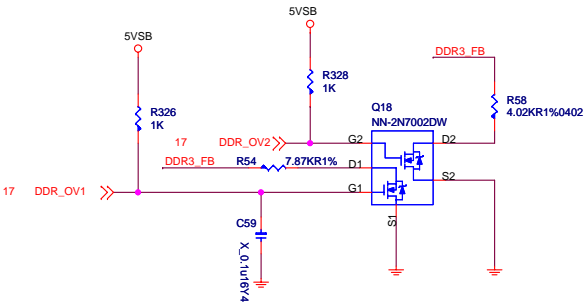 5VSB
5VSB
DDR3_FB
R328
1K
R326
1K
R58
4.02KR1%0402
Q18
NN-2N7002DW
17 DDR_OV2
G2
D2
DDR3_FB
R54
7.87KR1%
D1
S2
17 DDR_OV1
G1
S1
C59
X_0.1u16Y4